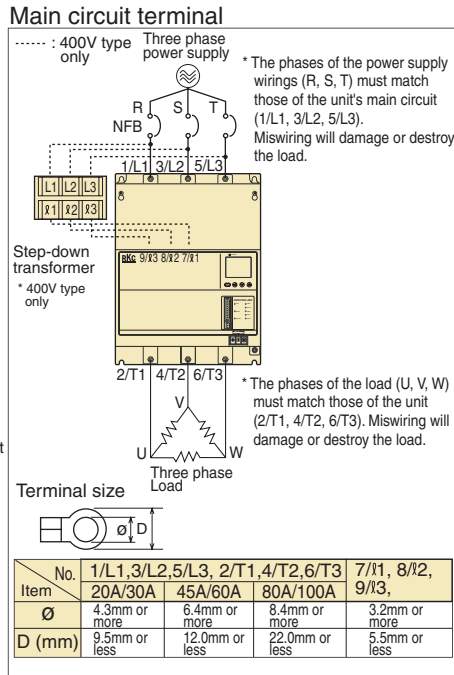 Main circuit terminal
------ : 400V type
only
Three phase
power supply
* The phases of the power supply
wirings (R, S, T) must match
those of the unit's main circuit
(1/L1, 3/L2, 5/L3).
Miswiring will damage or destroy
the load.
R S T
NFB
1/L1 3/L2 5/L3
L1 L2 L3
ℓ1 ℓ2 ℓ3
Step-down
transformer
* 400V type
only
RKC 9/ℓ3 8/ℓ2 7/ℓ1
2/T1 4/T2 6/T3
* The phases of the load (U, V, W)
must match those of the unit
(2/T1, 4/T2, 6/T3). Miswiring will
damage or destroy the load.
V
U W
Three phase
Load
t
Terminal size
ø D
No. 1/L1,3/L2,5/L3, 2/T1,4/T2,6/T3 7/ℓ1, 8/ℓ2,
9/ℓ3,
Item 20A/30A 45A/60A 80A/100A
Ø 4.3mm or more 6.4mm or more 8.4mm or more 3.2mm or more
D (mm) 9.5mm or less 12.0mm or less 22.0mm or less 5.5mm or less